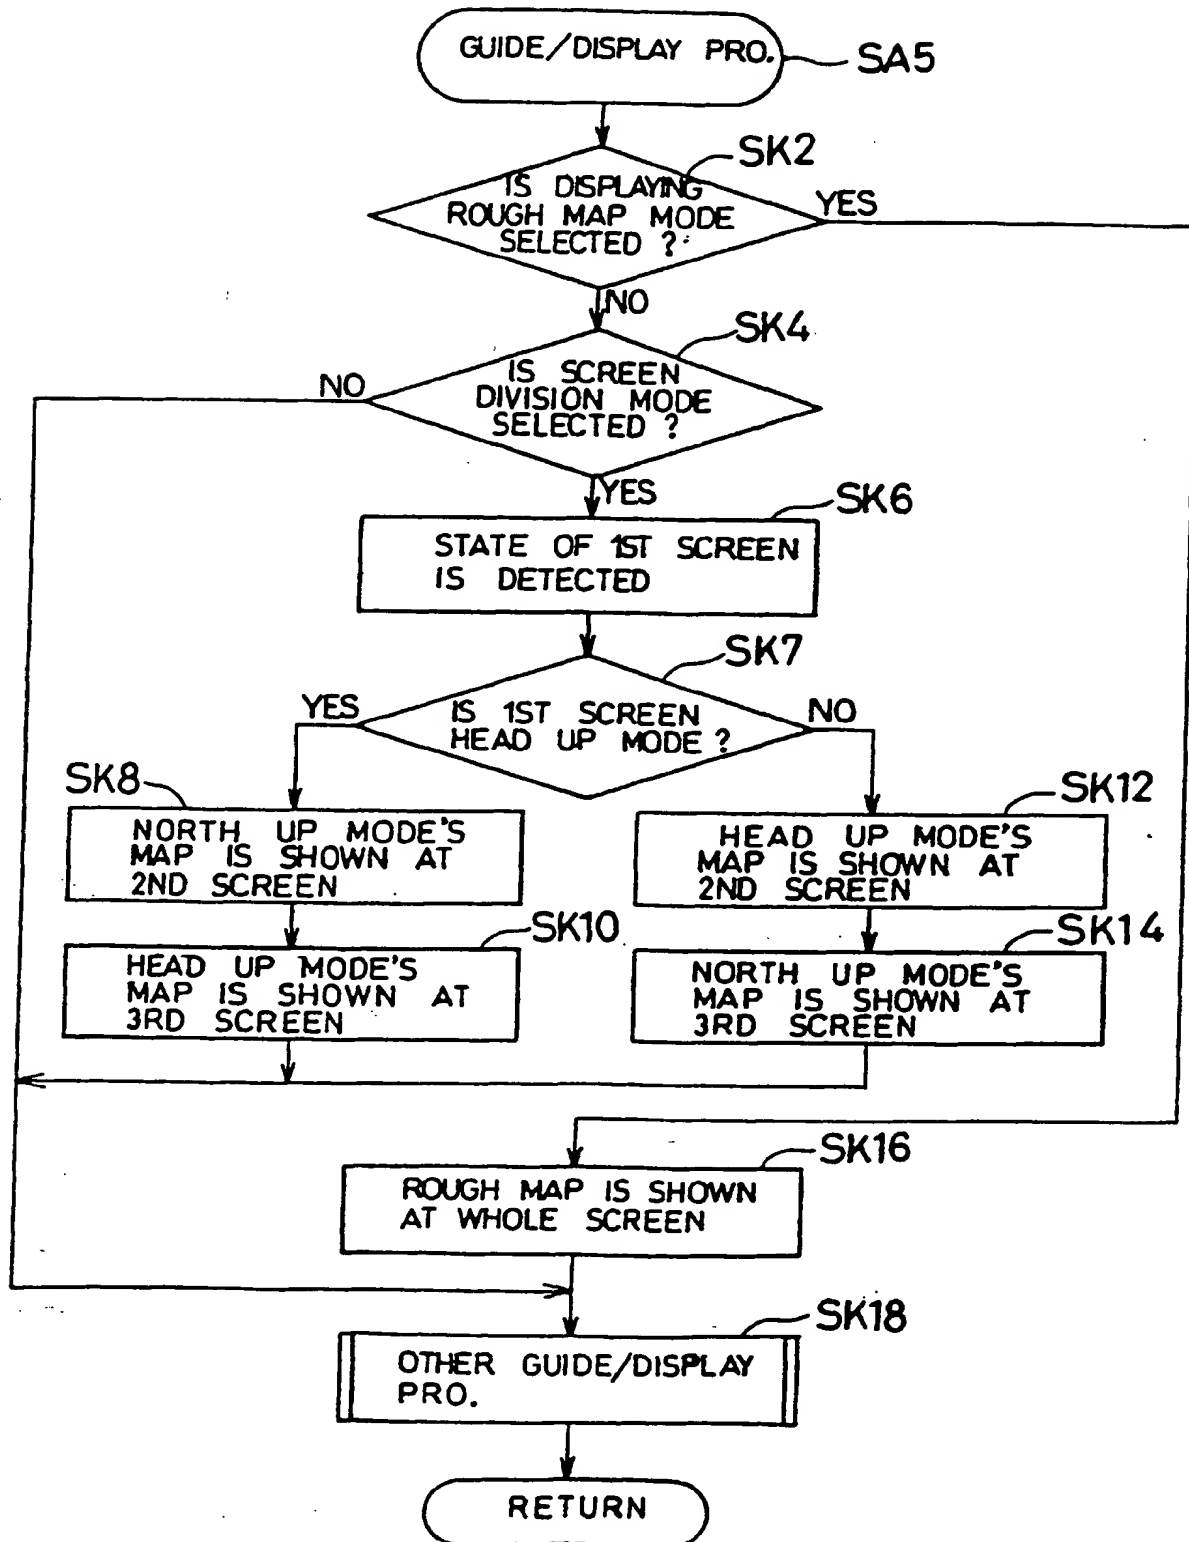 GUIDE/DISPLAY PRO.
SA5
SK2
IS DISPLAYING
ROUGH MAP MODE
SELECTED ?
YES
NO
SK4
IS SCREEN
DIVISION MODE
SELECTED ?
NO
YES
SK6
STATE OF 1ST SCREEN
IS DETECTED
SK7
IS 1ST SCREEN
HEAD UP MODE ?
YES
NO
SK8
NORTH UP MODE'S
MAP IS SHOWN AT
2ND SCREEN
SK12
HEAD UP MODE'S
MAP IS SHOWN AT
2ND SCREEN
SK10
HEAD UP MODE'S
MAP IS SHOWN AT
3RD SCREEN
SK14
NORTH UP MODE'S
MAP IS SHOWN AT
3RD SCREEN
SK16
ROUGH MAP IS SHOWN
AT WHOLE SCREEN
SK18
OTHER GUIDE/DISPLAY
PRO.
RETURN